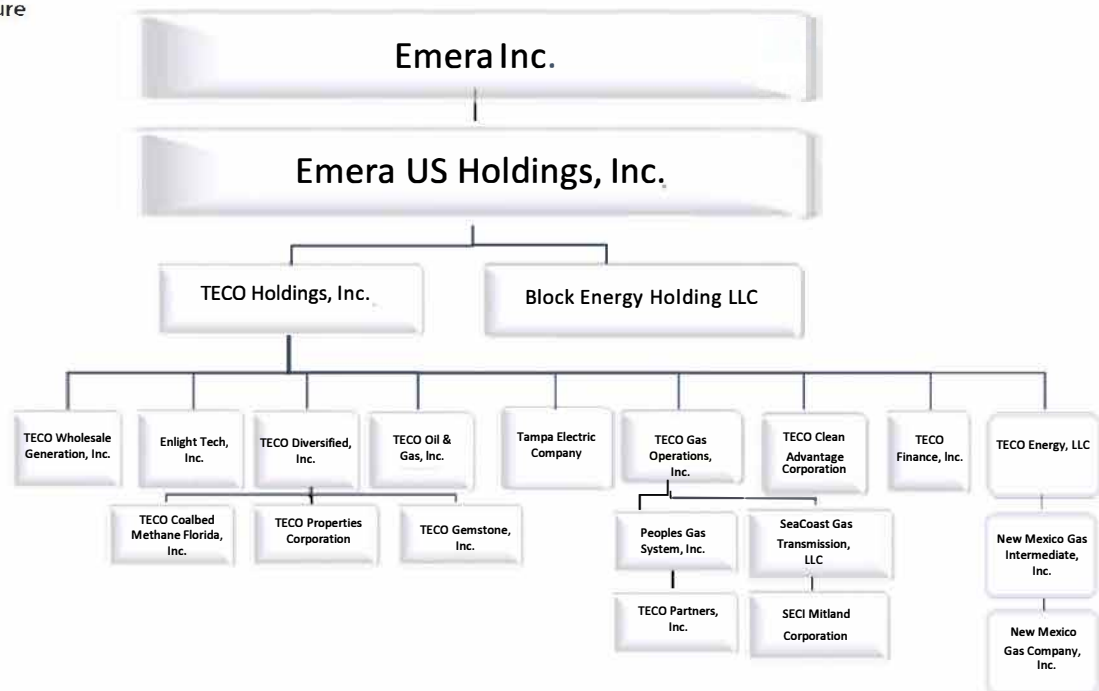 ure
Emera Inc.
Emera US Holdings, Inc.
TECO Holdings, Inc.
Block Energy Holding LLC
TECO Wholesale
Generation, Inc.
Enlight Tech,
Inc.
TECO Diversified,
Inc.
TECO Oil &
Gas, Inc.
Tampa Electric
Company
TECO Gas
Operations,
Inc.
TECO Clean
Advantage
Corporation
TECO
Finance, Inc.
TECO Energy, LLC
TECO Coalbed
Methane Florida,
Inc.
TECO Properties
Corporation
TECO Gemstone,
Inc.
Peoples Gas
System, Inc.
SeaCoast Gas
Transmission,
LLC
New Mexico Gas
Intermediate,
Inc.
TECO Partners,
Inc.
SECI Mitland
Corporation
New Mexico
Gas Company,
Inc.